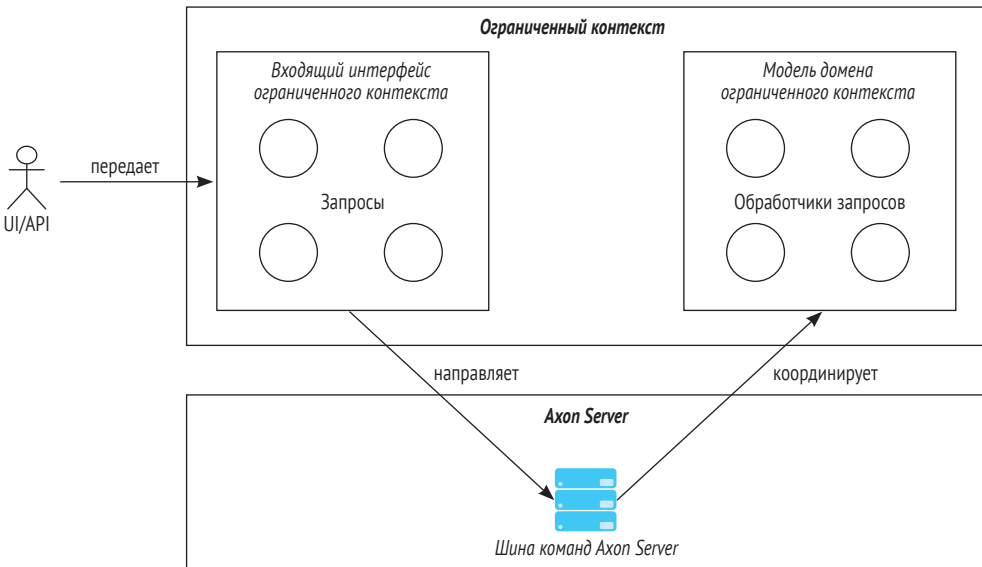 Ограниченный контекст
Входящий интерфейс
ограниченного контекста
Модель домена
ограниченного контекста
передает
UI/API
Запросы
Обработчики запросов
направляет
координирует
Axon Server
Шина команд Axon Server